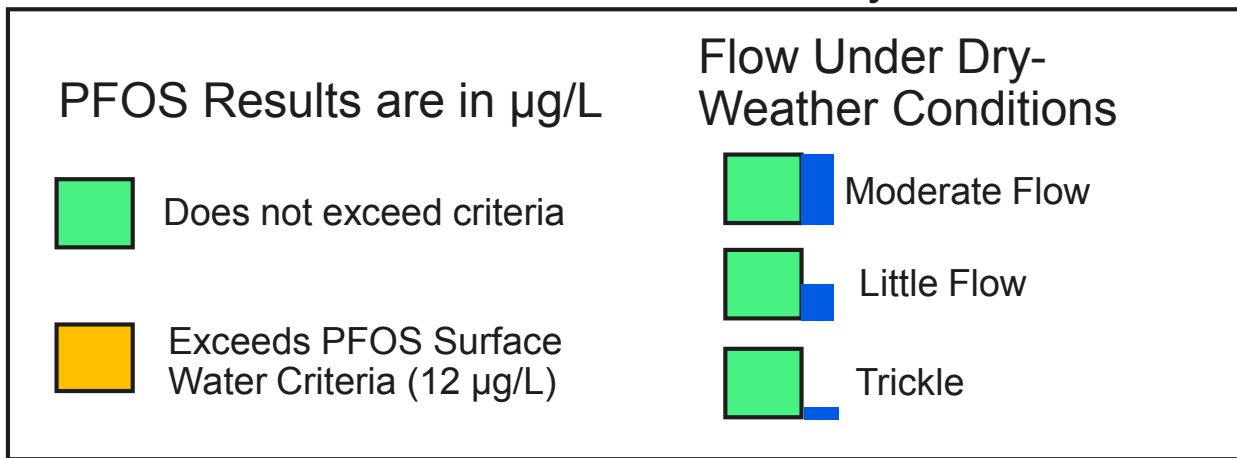 PFOS Results are in µg/L
Does not exceed criteria
Exceeds PFOS Surface
Water Criteria (12 µg/L)
Flow Under Dry-
Weather Conditions
Moderate Flow
Little Flow
Trickle